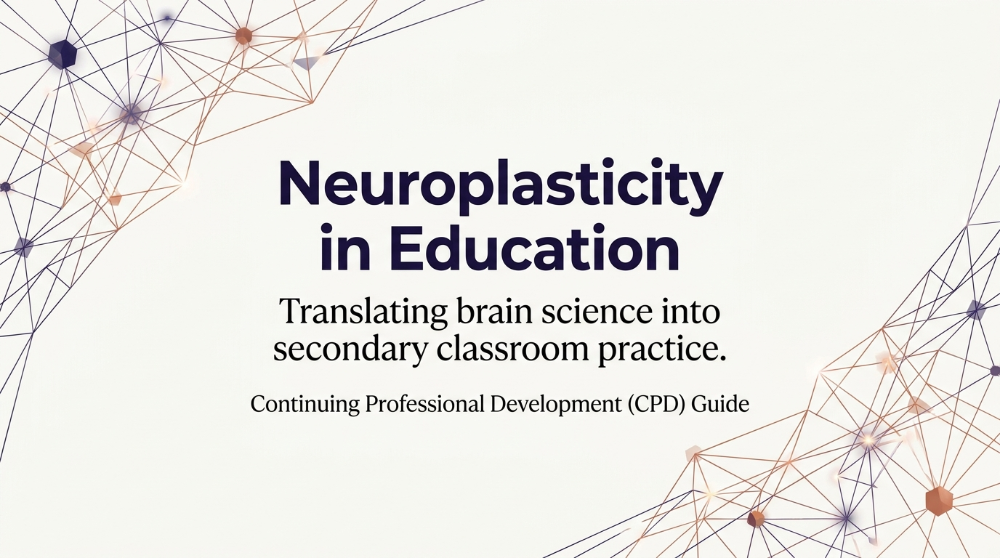 Neuroplasticity
in Education
Translating brain science into
secondary classroom practice.
Continuing Professional Development (CPD) Guide